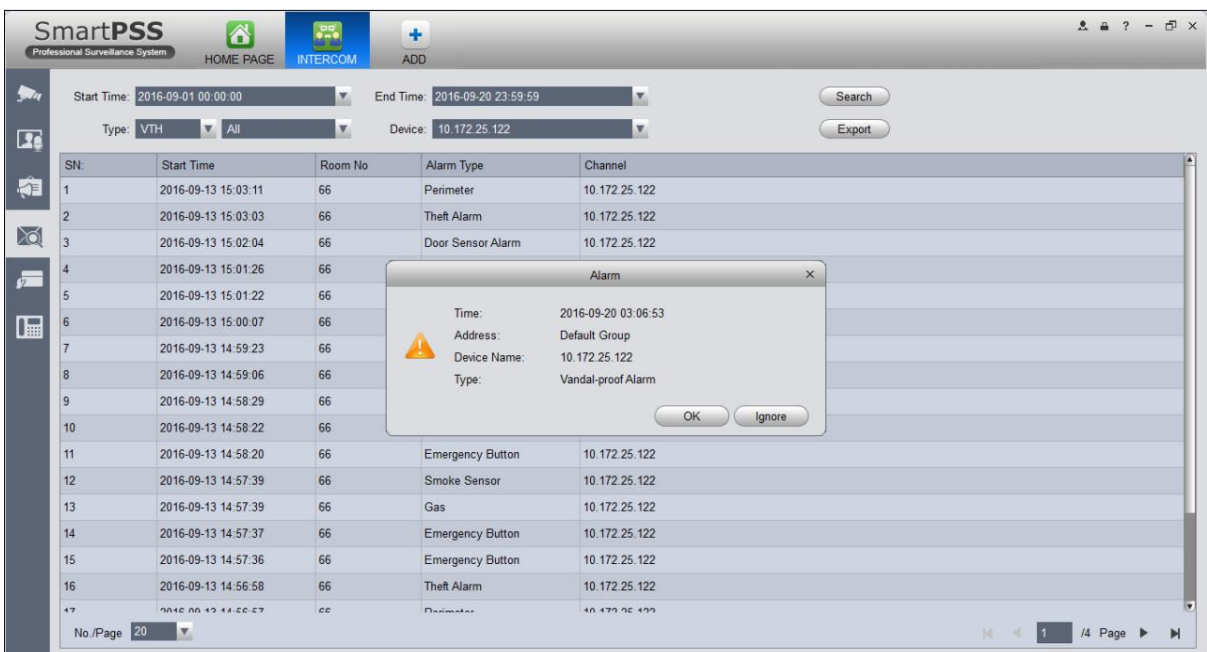 SmartPSS
Professional Surveillance System
HOME PAGE INTERCOM ADD
Start Time: 2016-09-01 00:00:00 End Time: 2016-09-20 23:59:59 Search
Type: VTH All Device: 10.172.25.122 Export
SN: Start Time Room No Alarm Type Channel
1 2016-09-13 15:03:11 66 Perimeter 10.172.25.122
2 2016-09-13 15:03:03 66 Theft Alarm 10.172.25.122
3 2016-09-13 15:02:04 66 Door Sensor Alarm 10.172.25.122
4 2016-09-13 15:01:26 66
5 2016-09-13 15:01:22 66
6 2016-09-13 15:00:07 66
7 2016-09-13 14:59:23 66
8 2016-09-13 14:59:06 66
9 2016-09-13 14:58:29 66
10 2016-09-13 14:58:22 66
Alarm
Time: 2016-09-20 03:06:53
Address: Default Group
Device Name: 10.172.25.122
Type: Vandal-proof Alarm
OK Ignore
11 2016-09-13 14:58:20 66 Emergency Button 10.172.25.122
12 2016-09-13 14:57:39 66 Smoke Sensor 10.172.25.122
13 2016-09-13 14:57:39 66 Gas 10.172.25.122
14 2016-09-13 14:57:37 66 Emergency Button 10.172.25.122
15 2016-09-13 14:57:36 66 Emergency Button 10.172.25.122
16 2016-09-13 14:56:58 66 Theft Alarm 10.172.25.122
17 2016-09-13 14:56:57 66 Perimeter 10.172.25.122
No./Page 20 1 /4 Page